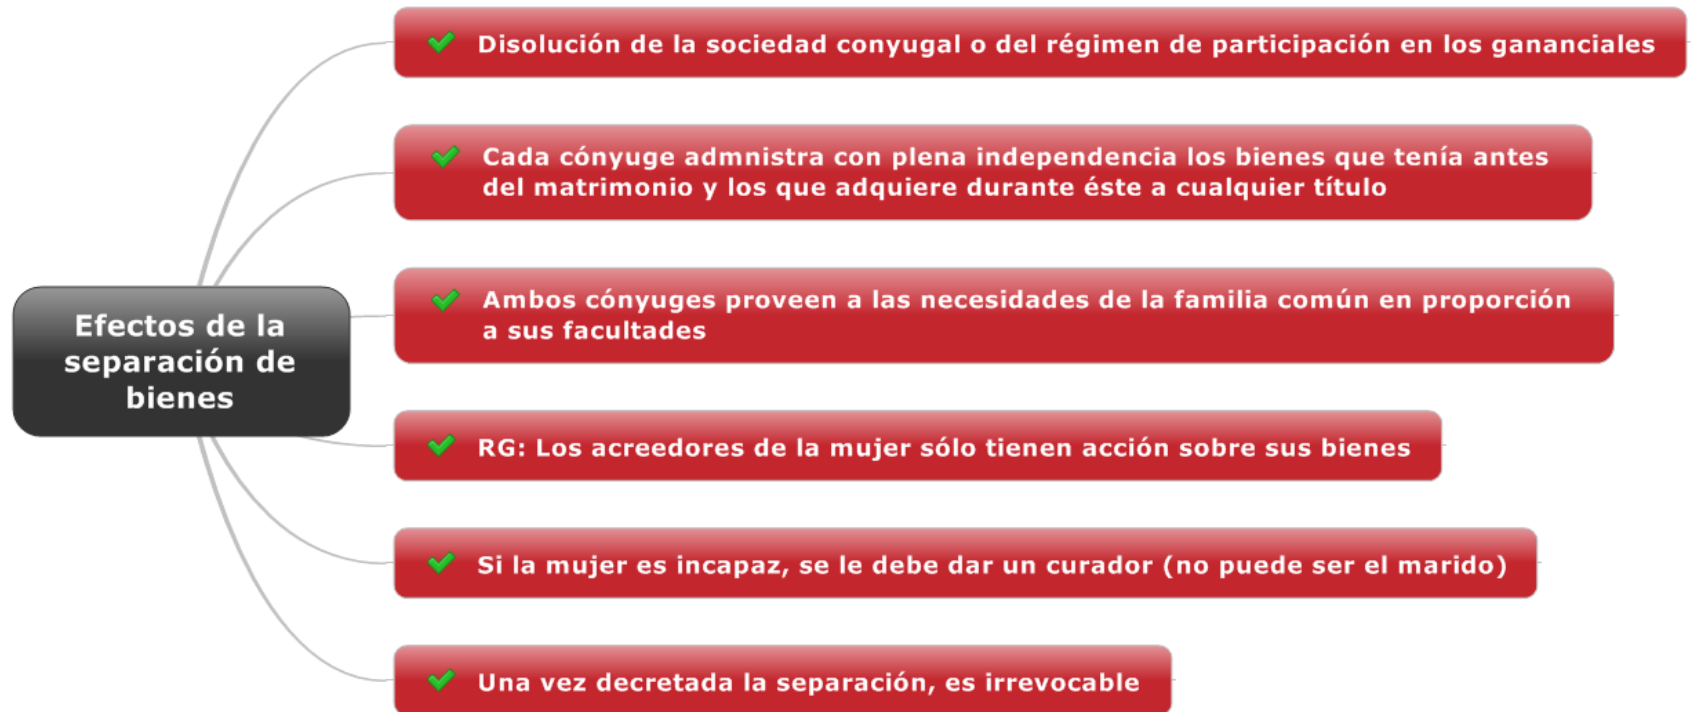 Disolución de la sociedad conyugal o del régimen de participación en los gananciales
Cada cónyuge admnistra con plena independencia los bienes que tenía antes
del matrimonio y los que adquiere durante éste a cualquier título
Ambos cónyuges proveen a las necesidades de la familia común en proporción
a sus facultades
Efectos de la
separación de
bienes
RG: Los acreedores de la mujer sólo tienen acción sobre sus bienes
Si la mujer es incapaz, se le debe dar un curador (no puede ser el marido)
Una vez decretada la separación, es irrevocable